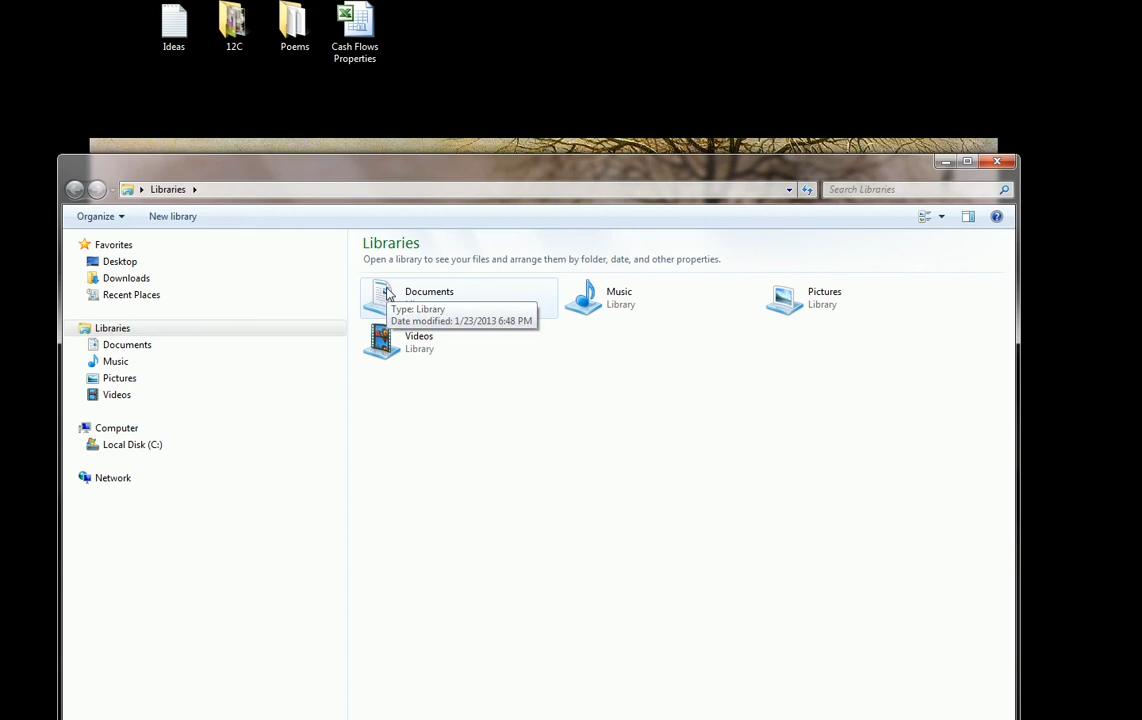 Ideas
12C
Poems
Cash Flows
Properties
Libraries
Search Libraries
Organize
New library
Favorites
Desktop
Downloads
Recent Places
Libraries
Documents
Music
Pictures
Videos
Computer
Local Disk (C:)
Network
Libraries
Open a library to see your files and arrange them by folder, date, and other properties.
Documents
Type: Library
Date modified: 1/23/2013 6:48 PM
Music
Library
Pictures
Library
Videos
Library